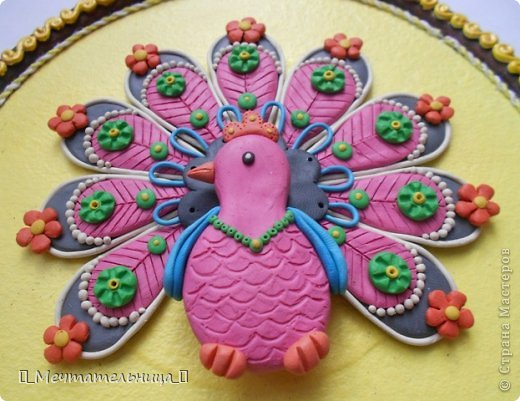 © Страна Мастеров
▯_Мечтательница_▯